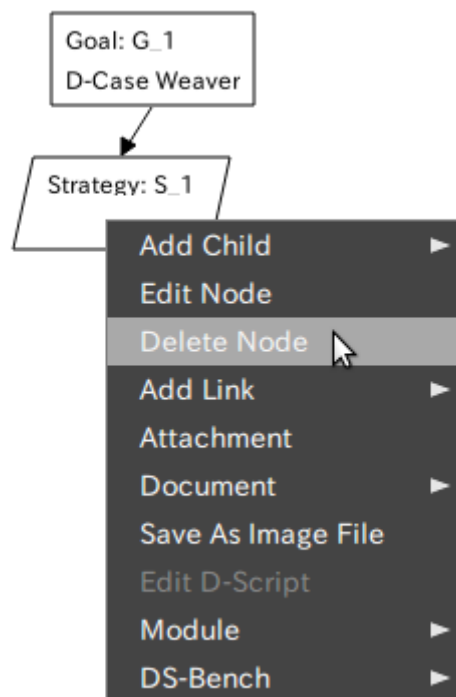 Goal: G_1
D-Case Weaver
Strategy: S_1
Add Child
Edit Node
Delete Node
Add Link
Attachment
Document
Save As Image File
Edit D-Script
Module
DS-Bench